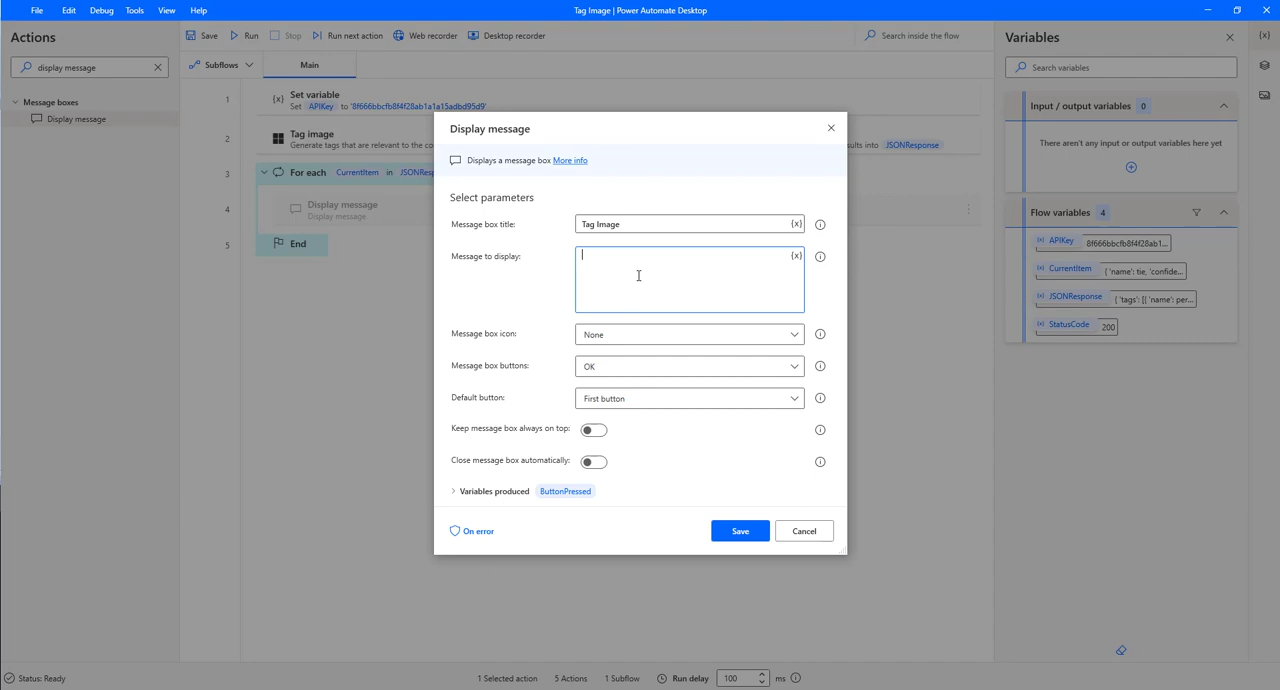 File Edit Debug Tools View Help Tag Image | Power Automate Desktop
Actions
display message
Message boxes
Display message
Save Run Stop Run next action Web recorder Desktop recorder Search inside the flow
Subflows Main
1 Set variable
Set APIKey to '8f666bbcfb8f4f28ab1a1a15adbd95d9'
2 Tag image
Generate tags that are relevant to the co
sults into JSONResponse
3 For each CurrentItem in JSONResp
4 Display message
Display message
5 End
Display message
Displays a message box More info
Select parameters
Message box title: Tag Image {x}
Message to display: {x}
Message box icon: None
Message box buttons: OK
Default button: First button
Keep message box always on top:
Close message box automatically:
Variables produced ButtonPressed
On error Save Cancel
Variables
Search variables
Input / output variables 0
There aren't any input or output variables here yet
Flow variables 4
APIKey 8f666bbcfb8f4f28ab1...
CurrentItem { 'name': tie, 'confide...
JSONResponse { 'tags': [{ 'name': per...
StatusCode 200
Status: Ready 1 Selected action 5 Actions 1 Subflow Run delay 100 ms